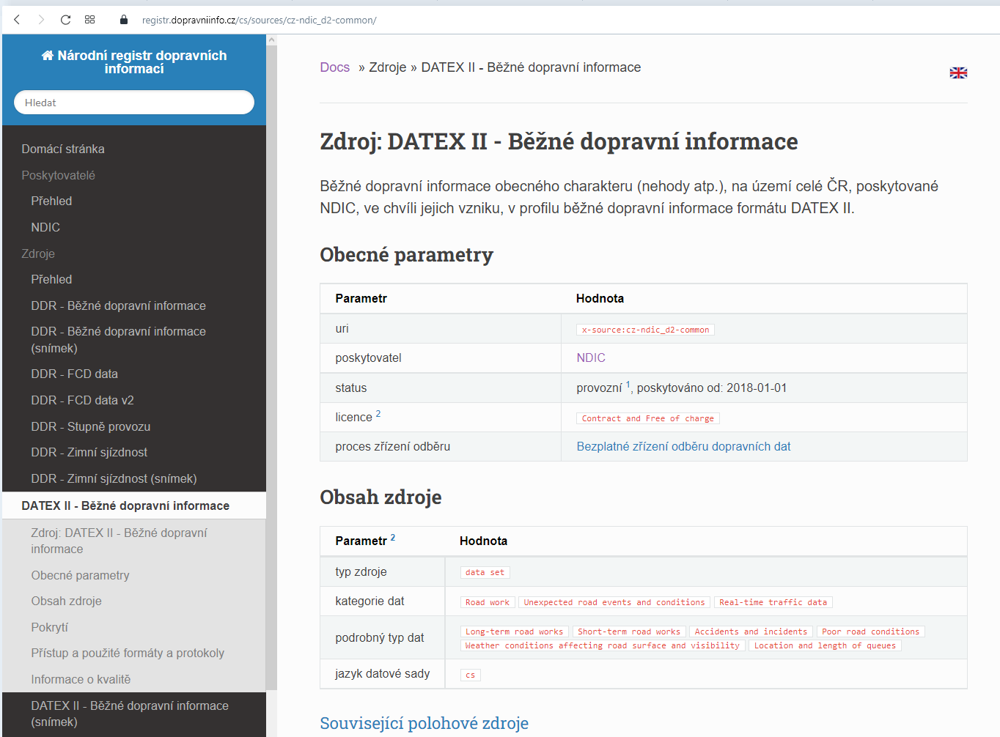 registr.dopravniinfo.cz/cs/sources/cz-ndic_d2-common/
Národní registr dopravních
informací
Hledat
Domácí stránka
Poskytovatelé
Přehled
NDIC
Zdroje
Přehled
DDR - Běžné dopravní informace
DDR - Běžné dopravní informace
(snímek)
DDR - FCD data
DDR - FCD data v2
DDR - Stupně provozu
DDR - Zimní sjízdnost
DDR - Zimní sjízdnost (snímek)
DATEX II - Běžné dopravní informace
Zdroj: DATEX II - Běžné dopravní
informace
Obecné parametry
Obsah zdroje
Pokrytí
Přístup a použité formáty a protokoly
Informace o kvalitě
DATEX II - Běžné dopravní informace
(snímek)
Docs » Zdroje » DATEX II - Běžné dopravní informace
Zdroj: DATEX II - Běžné dopravní informace
Běžné dopravní informace obecného charakteru (nehody atp.), na území celé ČR, poskytované
NDIC, ve chvíli jejich vzniku, v profilu běžné dopravní informace formátu DATEX II.
Obecné parametry
Parametr Hodnota
uri x-source:cz-ndic_d2-common
poskytovatel NDIC
status provozní 1, poskytováno od: 2018-01-01
licence 2 Contract and Free of charge
proces zřízení odběru Bezplatné zřízení odběru dopravních dat
Obsah zdroje
Parametr 2 Hodnota
typ zdroje data set
kategorie dat Road work Unexpected road events and conditions Real-time traffic data
podrobný typ dat Long-term road works Short-term road works Accidents and incidents Poor road conditions
Weather conditions affecting road surface and visibility Location and length of queues
jazyk datové sady cs
Související polohové zdroje